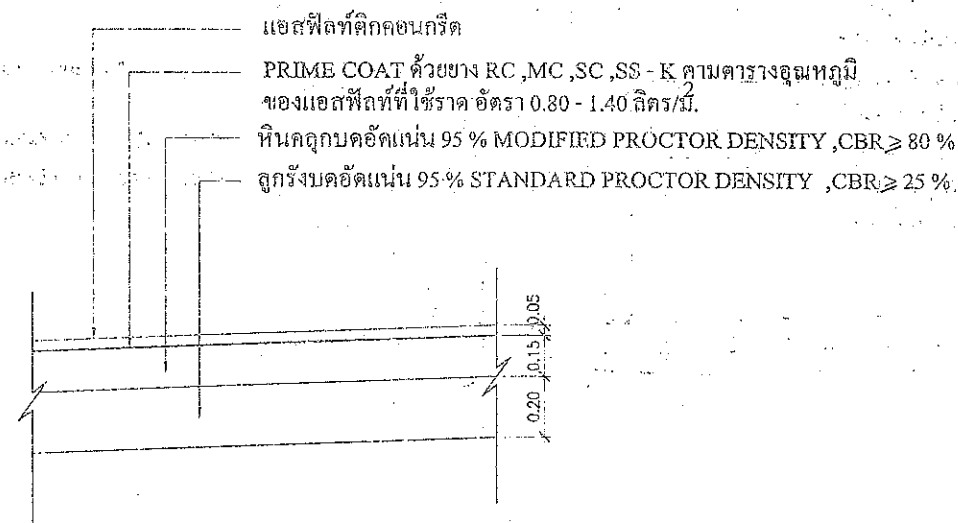 แอสฟัลท์ติกคอนกรีต
PRIME COAT ด้วยยาง RC ,MC ,SC ,SS - K ตามตารางอุณหภูมิ
ของแอสฟัลท์ที่ใช้ราด อัตรา 0.80 - 1.40 ลิตร/ม².
หินคลุกบดอัดแน่น 95 % MODIFIED PROCTOR DENSITY ,CBR ≥ 80 %
ลูกรังบดอัดแน่น 95 % STANDARD PROCTOR DENSITY ,CBR ≥ 25 %
0.05
0.15
0.20